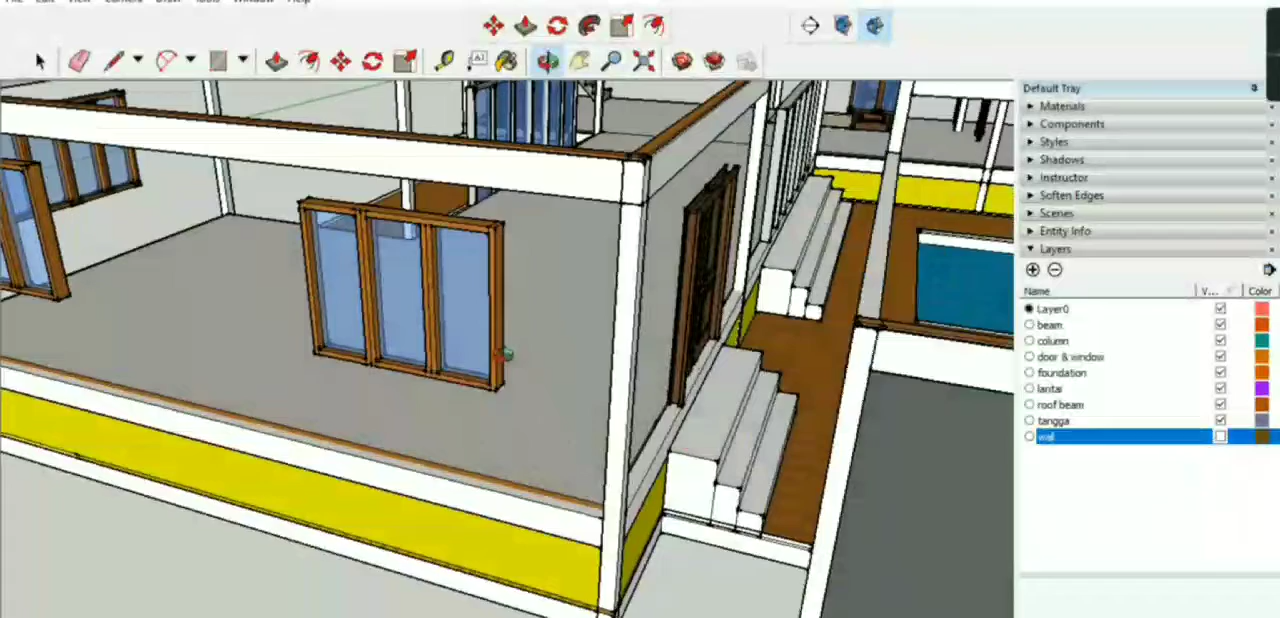 Default Tray
Materials
Components
Styles
Shadows
Instructor
Soften Edges
Scenes
Entity Info
Layers
Name V... Color
Layer0
beam
column
door & window
foundation
lantai
roof beam
tangga
wall